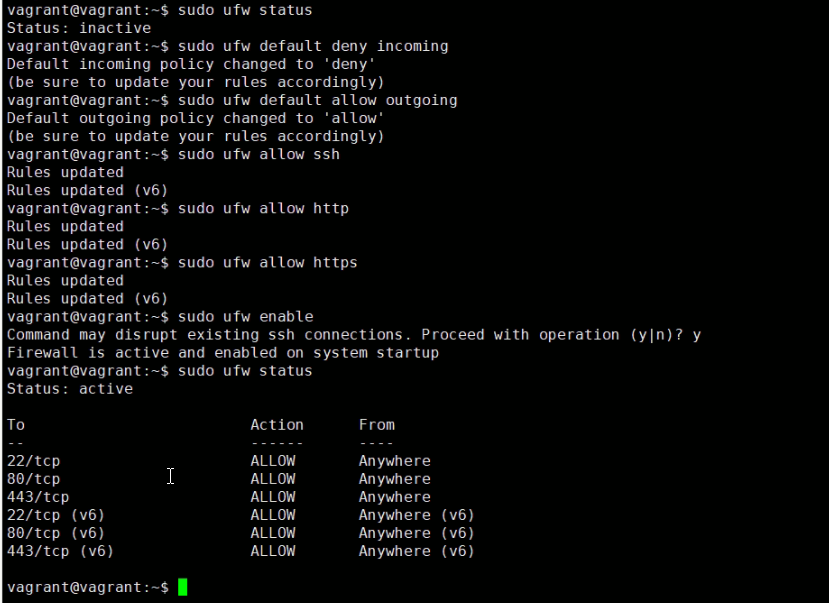 vagrant@vagrant:~$ sudo ufw status
Status: inactive
vagrant@vagrant:~$ sudo ufw default deny incoming
Default incoming policy changed to 'deny'
(be sure to update your rules accordingly)
vagrant@vagrant:~$ sudo ufw default allow outgoing
Default outgoing policy changed to 'allow'
(be sure to update your rules accordingly)
vagrant@vagrant:~$ sudo ufw allow ssh
Rules updated
Rules updated (v6)
vagrant@vagrant:~$ sudo ufw allow http
Rules updated
Rules updated (v6)
vagrant@vagrant:~$ sudo ufw allow https
Rules updated
Rules updated (v6)
vagrant@vagrant:~$ sudo ufw enable
Command may disrupt existing ssh connections. Proceed with operation (y|n)? y
Firewall is active and enabled on system startup
vagrant@vagrant:~$ sudo ufw status
Status: active
To                         Action      From
--                         ------      ----
22/tcp                     ALLOW       Anywhere
80/tcp                     ALLOW       Anywhere
443/tcp                    ALLOW       Anywhere
22/tcp (v6)                ALLOW       Anywhere (v6)
80/tcp (v6)                ALLOW       Anywhere (v6)
443/tcp (v6)               ALLOW       Anywhere (v6)
vagrant@vagrant:~$